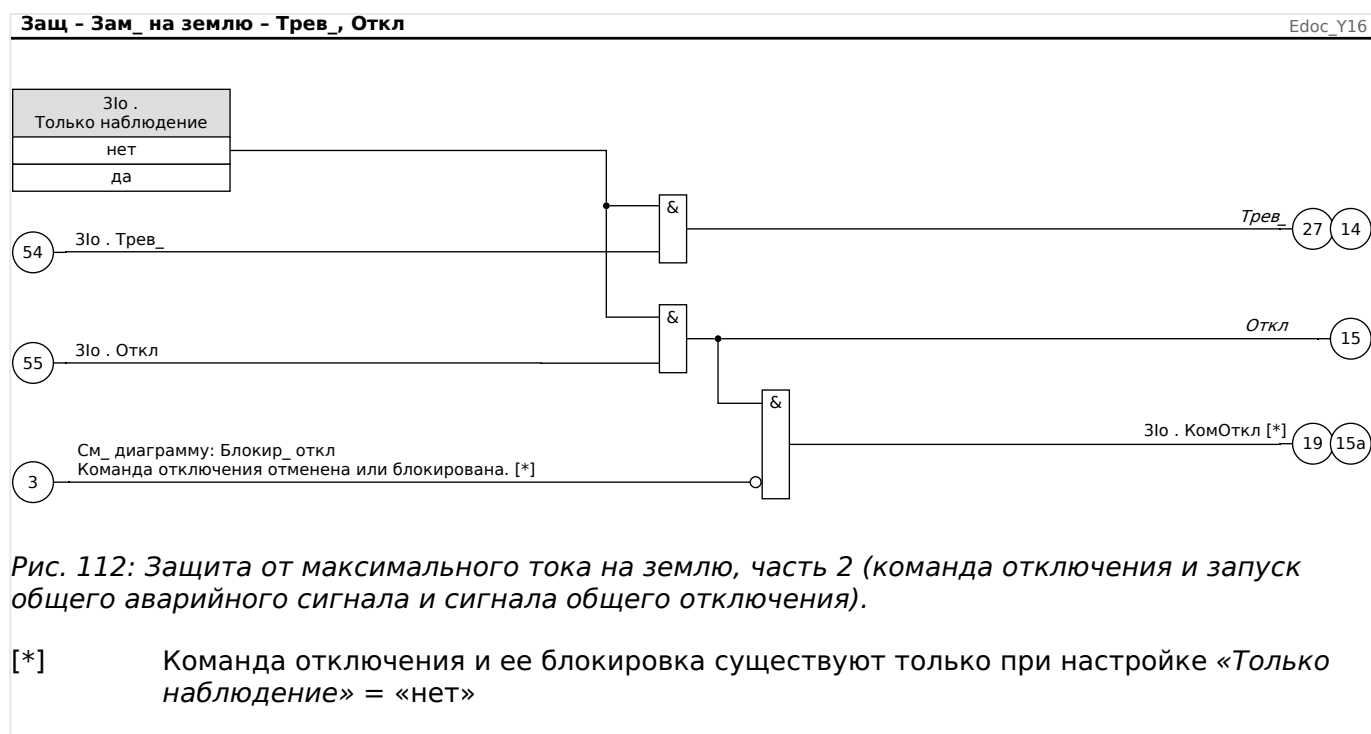 Защ – Зам_ на землю – Трев_, Откл
Edoc_Y16
3Io .
Только наблюдение
нет
да
&
54
3Io . Трев_
Трев_
27
14
&
55
3Io . Откл
Откл
15
&
3
См_ диаграмму: Блокир_ откл
Команда отключения отменена или блокирована. [*]
3Io . КомОткл [*]
19
15a
Рис. 112: Защита от максимального тока на землю, часть 2 (команда отключения и запуск
общего аварийного сигнала и сигнала общего отключения).
[*] Команда отключения и ее блокировка существуют только при настройке «Только
наблюдение» = «нет»